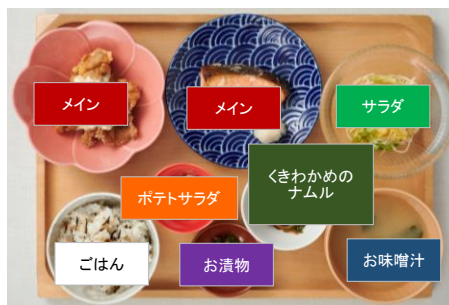 メイン
メイン
サラダ
ポテトサラダ
くきわかめの
ナムル
ごはん
お漬物
お味噌汁